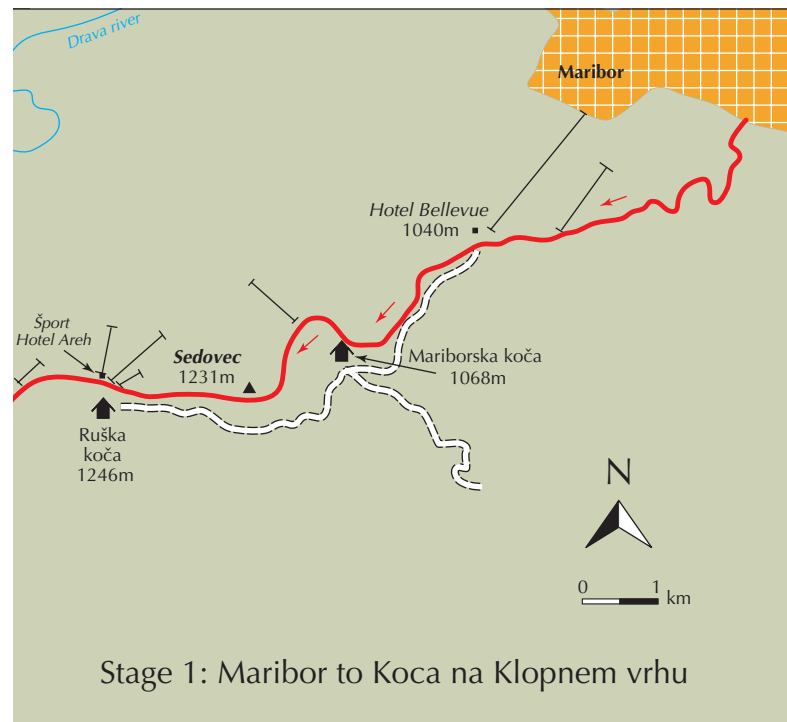 Drava river
Maribor
Hotel Bellevue
1040m
Šport
Hotel Areh
Sedovec
1231m
Mariborska koča
1068m
Ruška
koča
1246m
N
0 1
km
Stage 1: Maribor to Koca na Klopnem vrhu